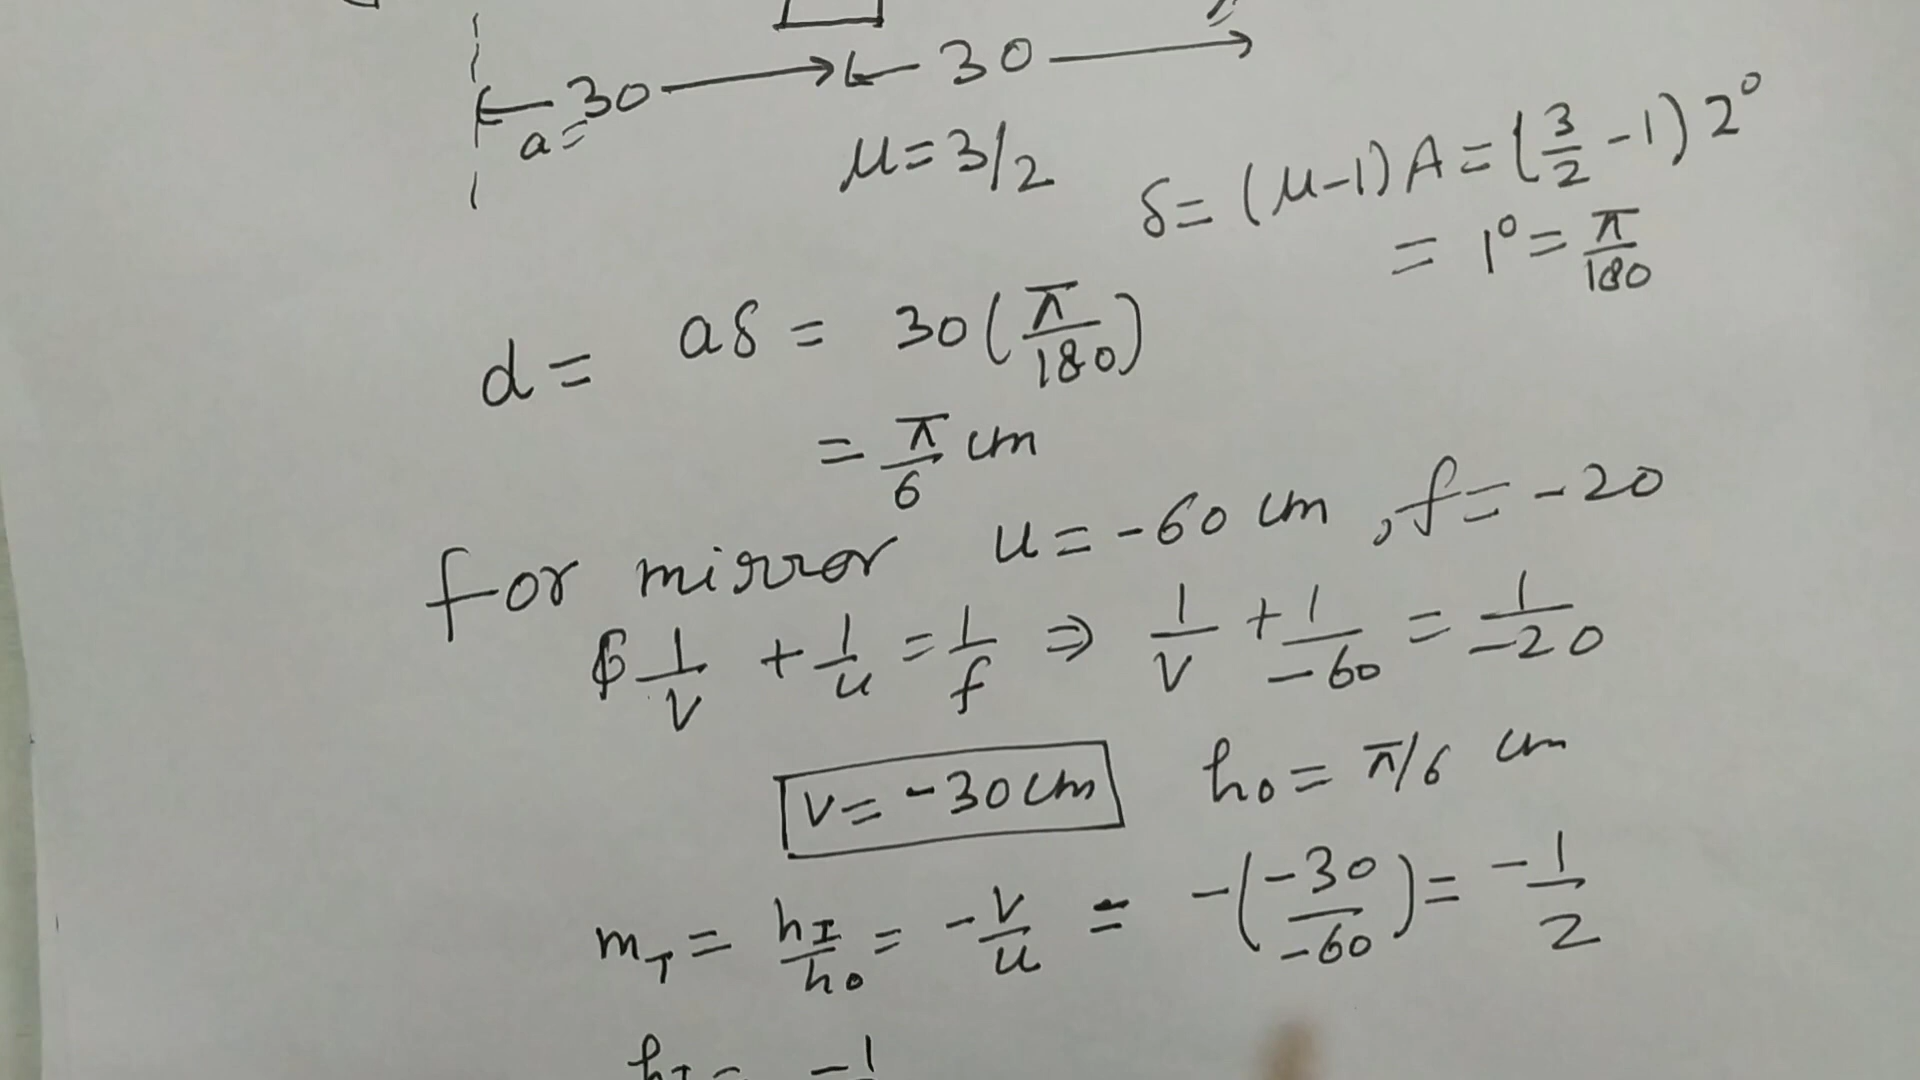 a = 30 30
μ = 3/2
δ = (μ-1) A = (3/2 - 1) 2°
= 1° = π/180
d = aδ = 30 (π/180)
= π/6 cm
for mirror u = -60 cm , f = -20
1/v + 1/u = 1/f ⇒ 1/v + 1/-60 = 1/-20
v = -30 cm h₀ = π/6 cm
m_T = h_I/h₀ = -v/u = -(-30/-60) = -1/2